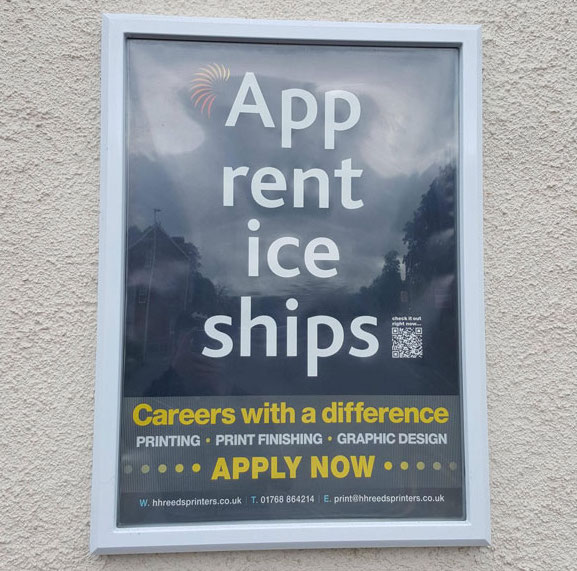 App
rent
ice
ships
check it out
right now...
Careers with a difference
PRINTING • PRINT FINISHING • GRAPHIC DESIGN
APPLY NOW
W. hhreedsprinters.co.uk | T. 01768 864214 | E. print@hhreedsprinters.co.uk